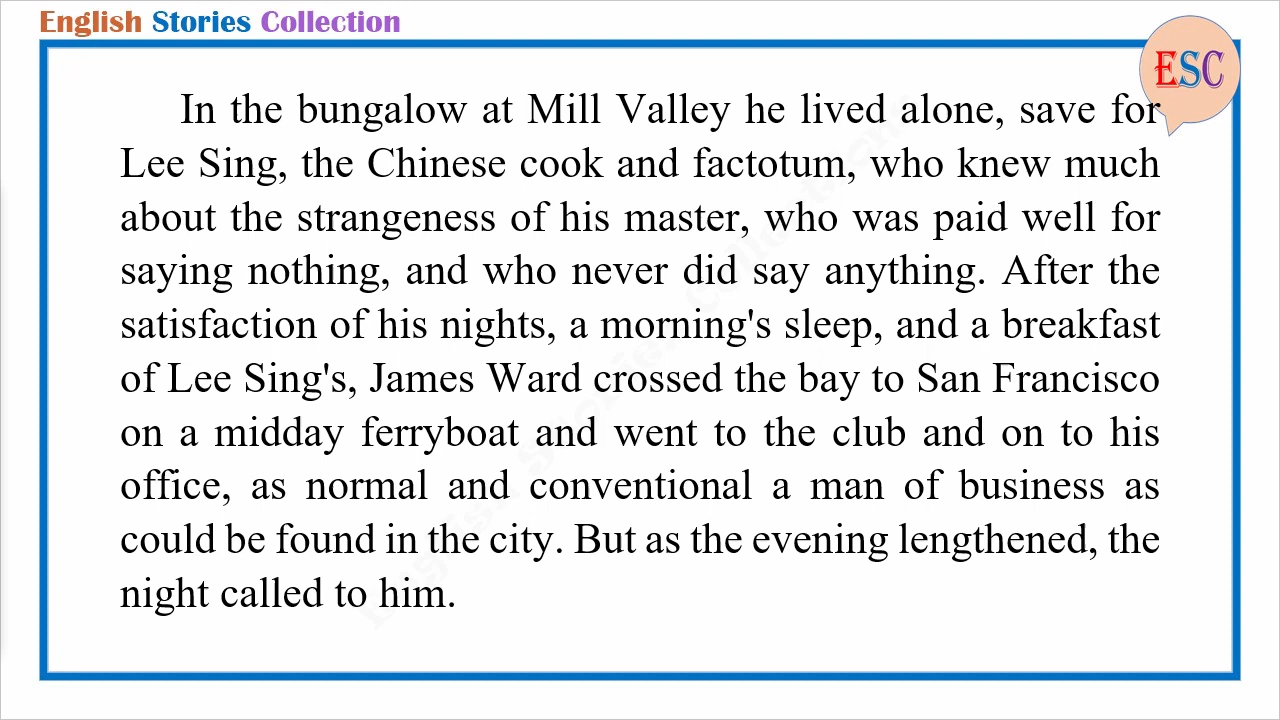 English Stories Collection
ESC
In the bungalow at Mill Valley he lived alone, save for
Lee Sing, the Chinese cook and factotum, who knew much
about the strangeness of his master, who was paid well for
saying nothing, and who never did say anything. After the
satisfaction of his nights, a morning's sleep, and a breakfast
of Lee Sing's, James Ward crossed the bay to San Francisco
on a midday ferryboat and went to the club and on to his
office, as normal and conventional a man of business as
could be found in the city. But as the evening lengthened, the
night called to him.
English Stories Collection